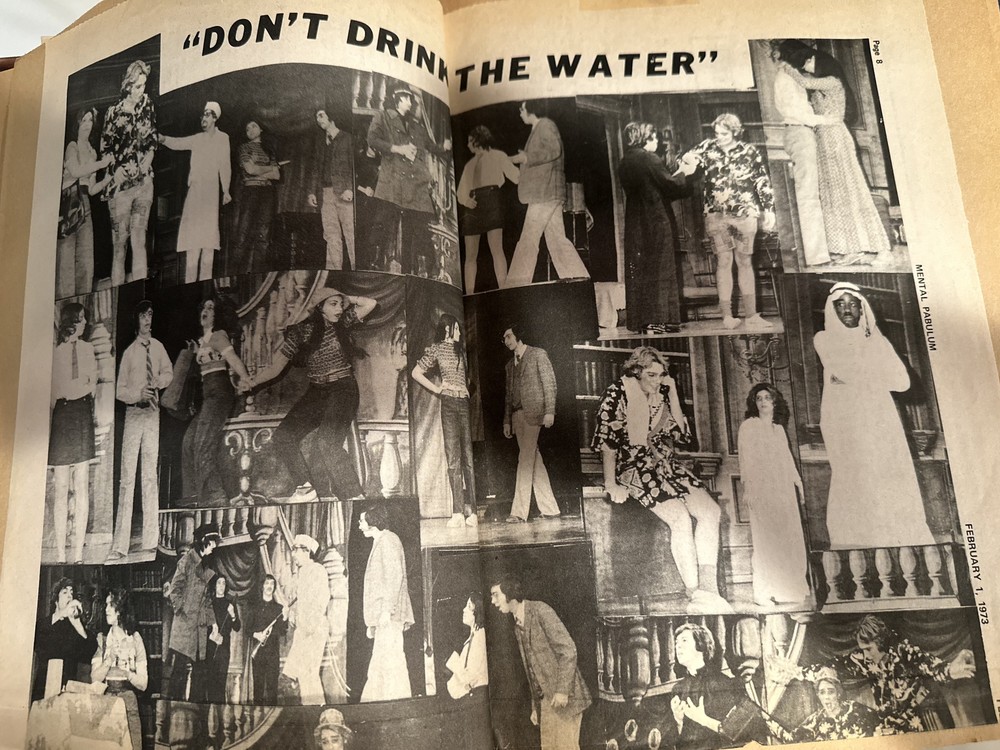 "DON'T DRINK THE WATER"
Page 8
MENTAL PABULUM
FEBRUARY 1, 1973